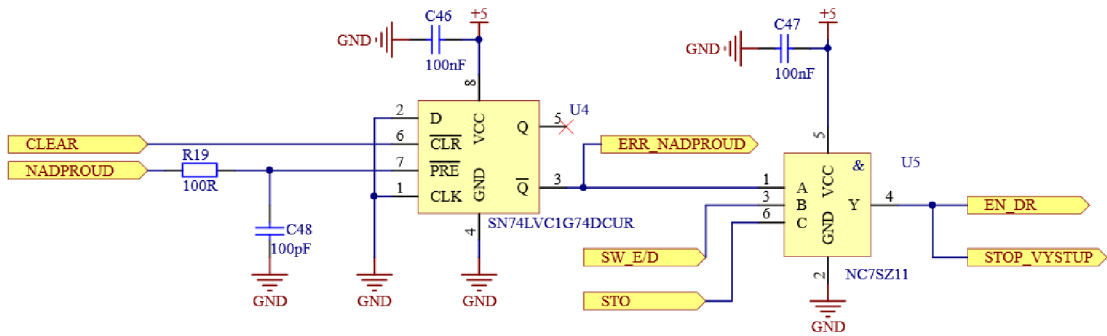 C46
+5
GND
100nF
C47
+5
GND
100nF
8
2
D
VCC
Q
5
U4
CLEAR
6
CLR
ERR_NADPROUD
NADPROUD
R19
100R
7
PRE
GND
Q
3
1
CLK
4
SN74LVC1G74DCUR
C48
100pF
GND
GND
GND
5
U5
&
1
A
VCC
3
B
Y
4
EN_DR
6
C
GND
SW_E/D
STOP_VYSTUP
2
NC7SZ11
STO
GND